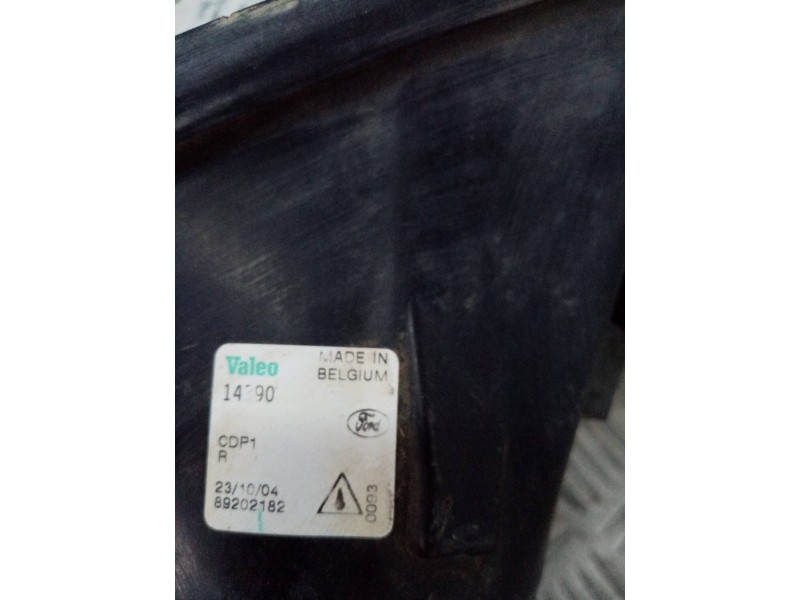 Valeo
MADE IN
BELGIUM
Ford
CDP1
R
23/10/04
89202182
0093